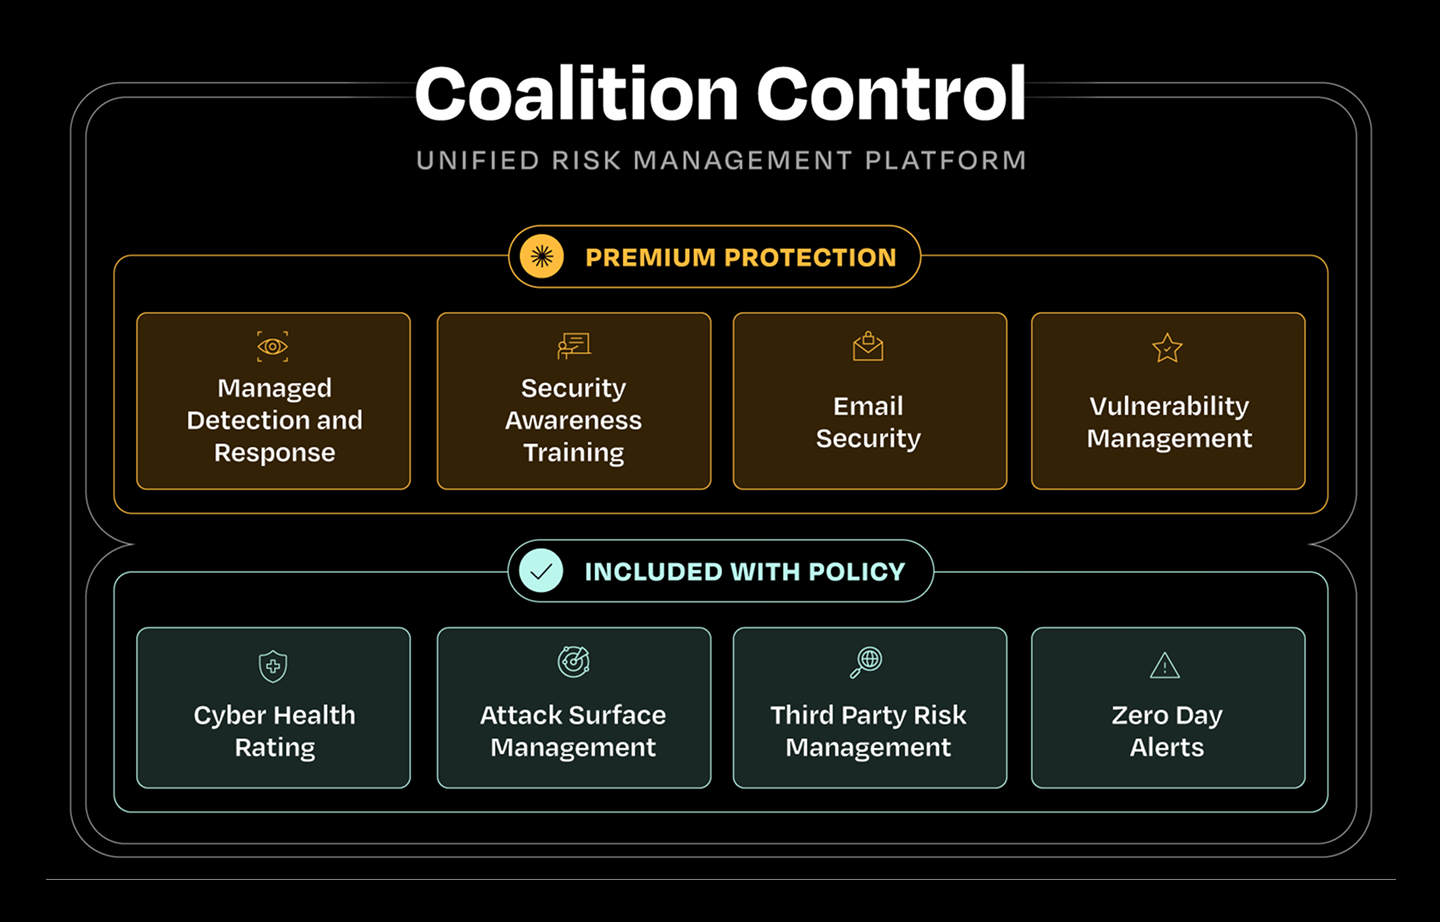 Coalition Control
UNIFIED RISK MANAGEMENT PLATFORM
PREMIUM PROTECTION
Managed
Detection and
Response
Security
Awareness
Training
Email
Security
Vulnerability
Management
INCLUDED WITH POLICY
Cyber Health
Rating
Attack Surface
Management
Third Party Risk
Management
Zero Day
Alerts